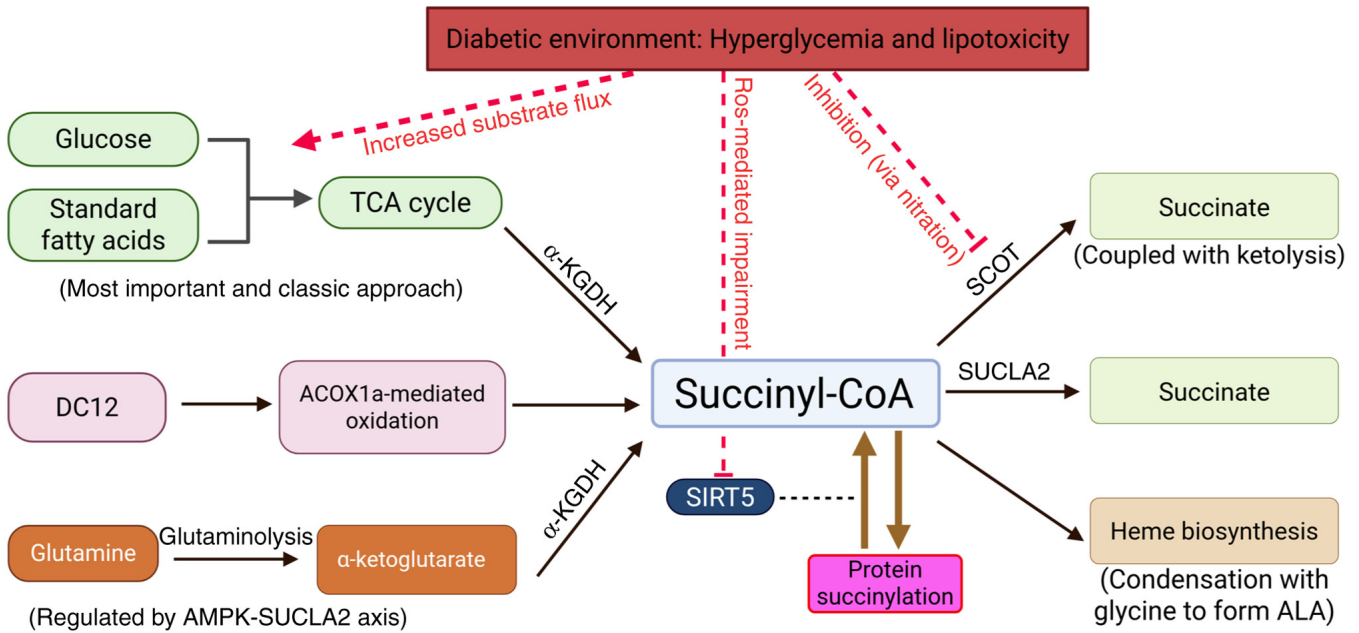 Diabetic environment: Hyperglycemia and lipotoxicity
Increased substrate flux
Ros-mediated impairment
Inhibition (via nitration)
Glucose
Standard
fatty acids
TCA cycle
(Most important and classic approach)
α-KGDH
SCOT
Succinate
(Coupled with ketolysis)
DC12
ACOX1a-mediated
oxidation
Succinyl-CoA
SUCLA2
Succinate
SIRT5
α-KGDH
Glutamine
Glutaminolysis
α-ketoglutarate
(Regulated by AMPK-SUCLA2 axis)
Protein
succinylation
Heme biosynthesis
(Condensation with
glycine to form ALA)